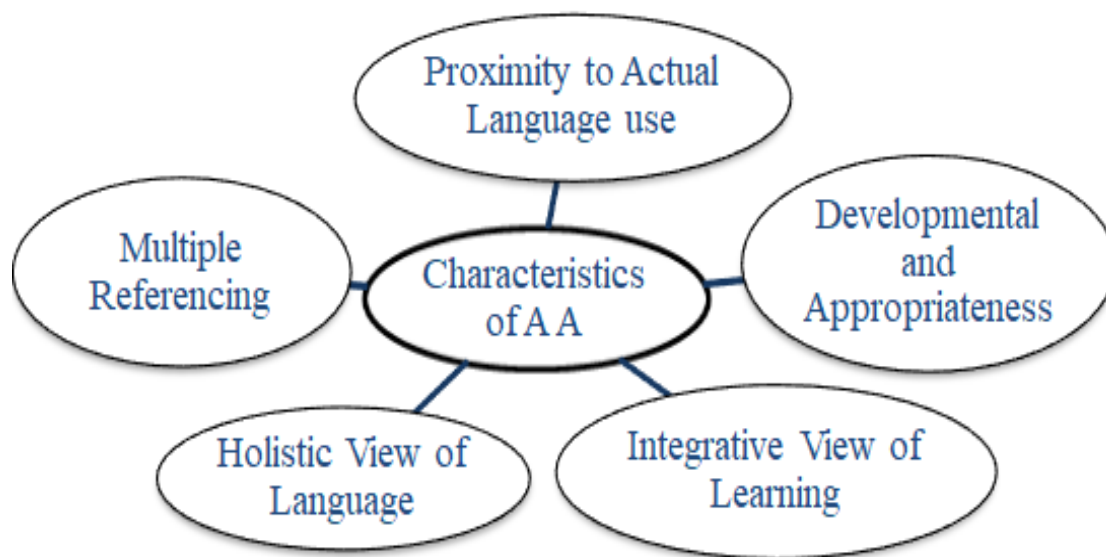 Proximity to Actual
Language use
Multiple
Referencing
Characteristics
of A A
Developmental
and
Appropriateness
Holistic View of
Language
Integrative View of
Learning